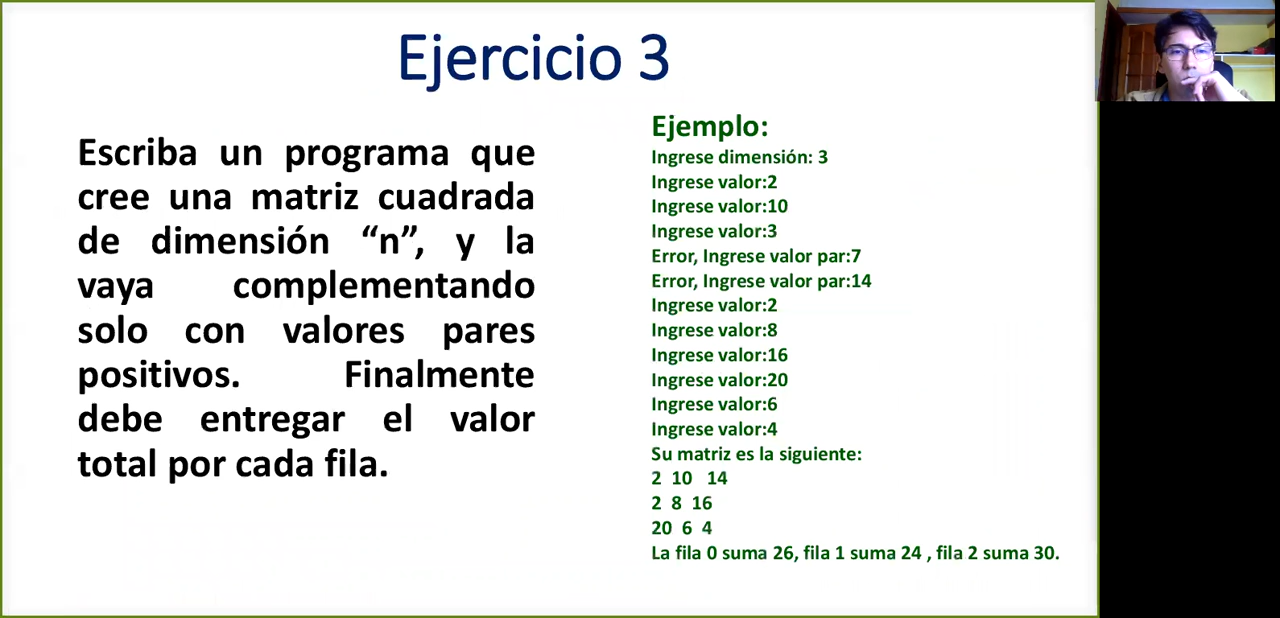 Ejercicio 3
Escriba un programa que
cree una matriz cuadrada
de dimensión “n”, y la
vaya complementando
solo con valores pares
positivos. Finalmente
debe entregar el valor
total por cada fila.
Ejemplo:
Ingrese dimensión: 3
Ingrese valor:2
Ingrese valor:10
Ingrese valor:3
Error, Ingrese valor par:7
Error, Ingrese valor par:14
Ingrese valor:2
Ingrese valor:8
Ingrese valor:16
Ingrese valor:20
Ingrese valor:6
Ingrese valor:4
Su matriz es la siguiente:
2 10 14
2 8 16
20 6 4
La fila 0 suma 26, fila 1 suma 24 , fila 2 suma 30.